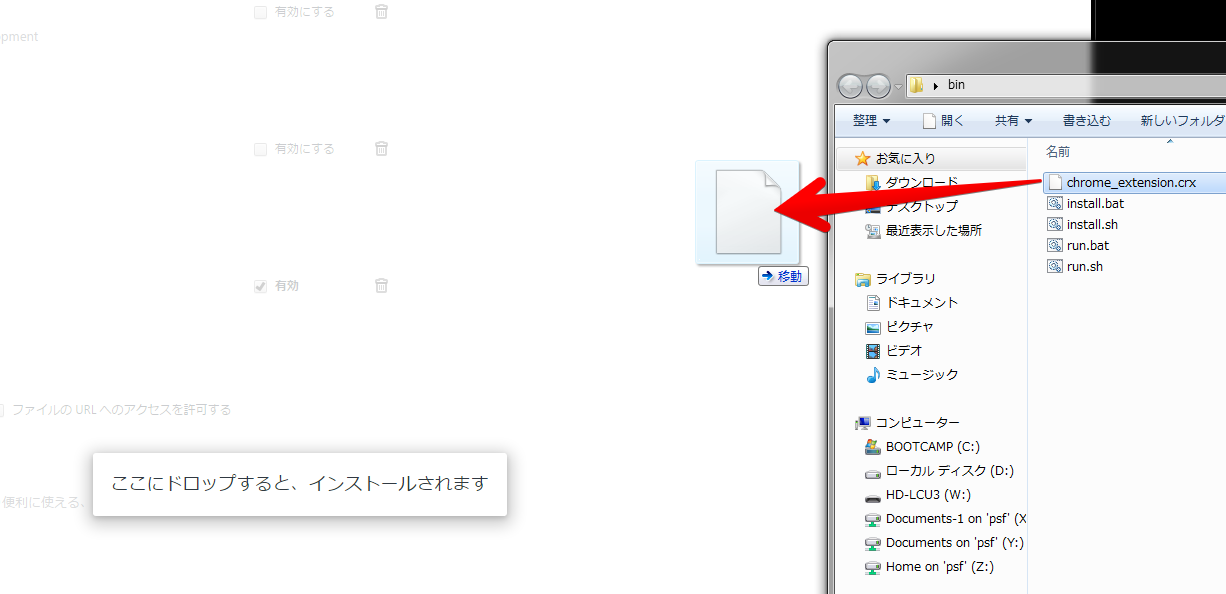 有効にする
pment
有効にする
有効
ファイルの URL へのアクセスを許可する
便利に使える。
ここにドロップすると、インストールされます
移動
bin
整理
開く
共有
書き込む
新しいフォルダ
名前
お気に入り
ダウンロード
デスクトップ
最近表示した場所
ライブラリ
ドキュメント
ピクチャ
ビデオ
ミュージック
コンピューター
BOOTCAMP (C:)
ローカル ディスク (D:)
HD-LCU3 (W:)
Documents-1 on 'psf' (X
Documents on 'psf' (Y:)
Home on 'psf' (Z:)
chrome_extension.crx
install.bat
install.sh
run.bat
run.sh